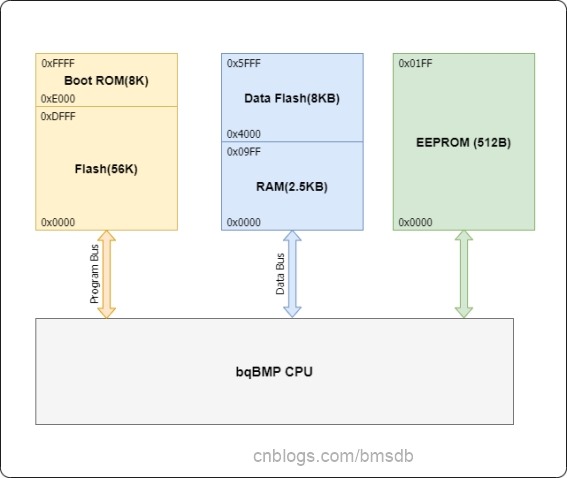 0xFFFF
Boot ROM(8K)
0xE000
0xDFFF
Flash(56K)
0x0000
0x5FFF
Data Flash(8KB)
0x4000
0x09FF
RAM(2.5KB)
0x0000
0x01FF
EEPROM (512B)
0x0000
Program Bus
Data Bus
bqBMP CPU
cnblogs.com/bmsdb